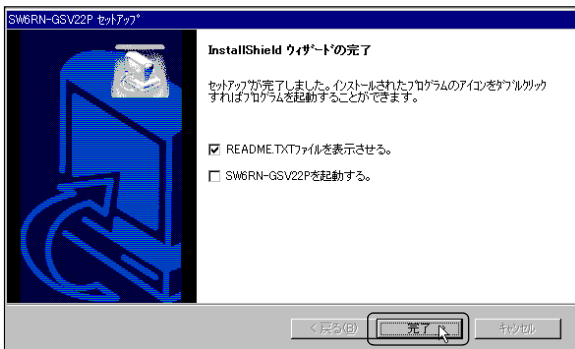 SW6RN-GSV22P ｾｯﾄｱｯﾌﾟ
InstallShield ｳｨｻﾞｰﾄﾞの完了
ｾｯﾄｱｯﾌﾟが完了しました。ｲﾝｽﾄｰﾙされたﾌﾟﾛｸﾞﾗﾑのｱｲｺﾝをﾀﾞﾌﾞﾙｸﾘｯｸ
すればﾌﾟﾛｸﾞﾗﾑを起動することができます。
README.TXTﾌｧｲﾙを表示させる。
SW6RN-GSV22Pを起動する。
< 戻る(B)
完了
ｷｬﾝｾﾙ